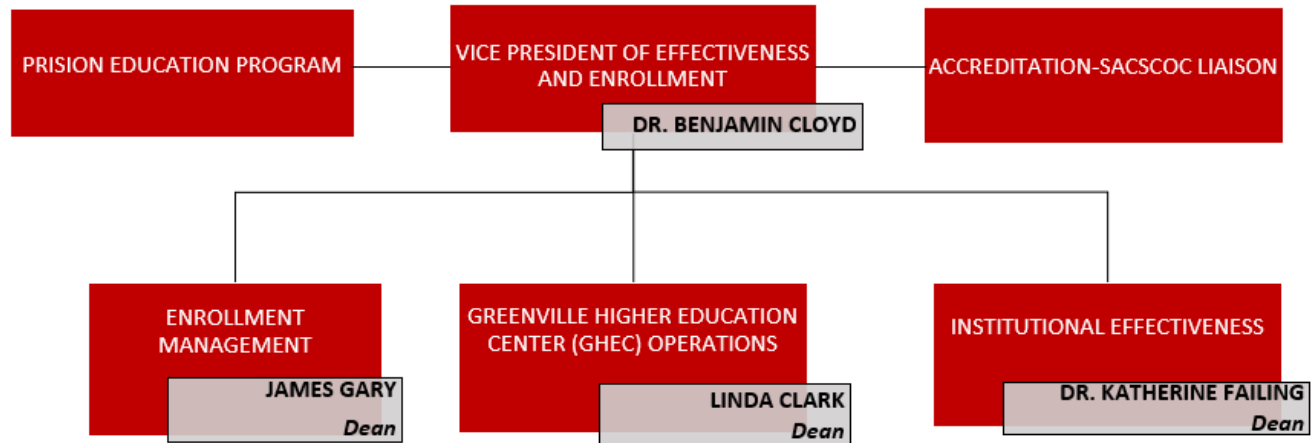 PRISION EDUCATION PROGRAM
VICE PRESIDENT OF EFFECTIVENESS
AND ENROLLMENT
DR. BENJAMIN CLOYD
ACCREDITATION-SACSCOC LIAISON
ENROLLMENT
MANAGEMENT
JAMES GARY
Dean
GREENVILLE HIGHER EDUCATION
CENTER (GHEC) OPERATIONS
LINDA CLARK
Dean
INSTITUTIONAL EFFECTIVENESS
DR. KATHERINE FAILING
Dean